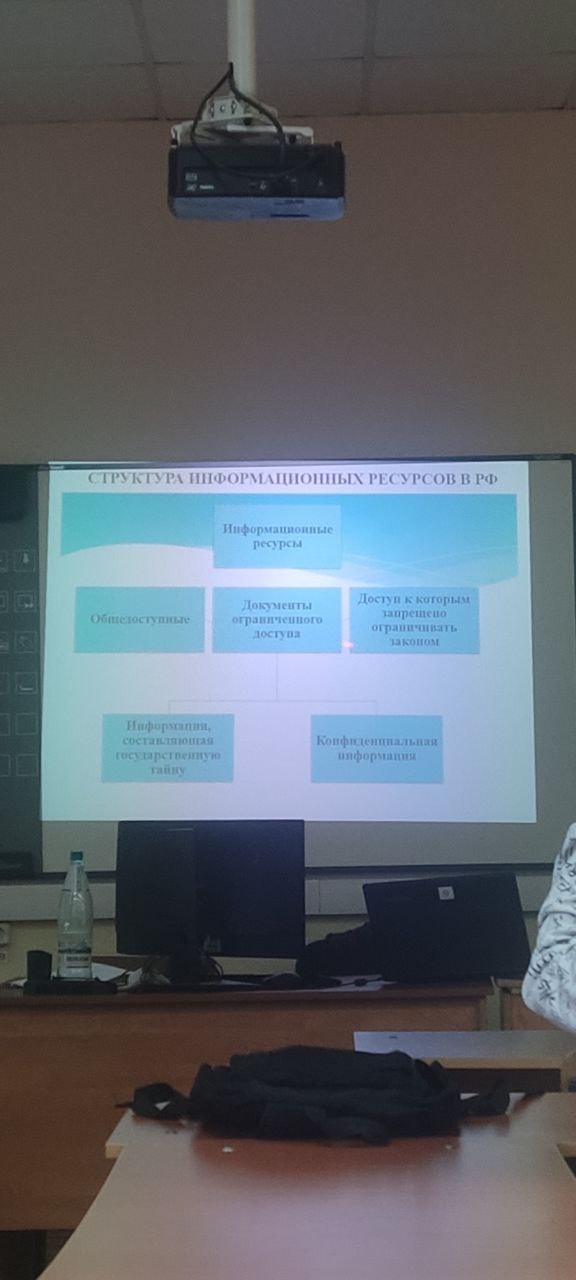 СТРУКТУРА ИНФОРМАЦИОННЫХ РЕСУРСОВ В РФ
Информационные
ресурсы
Общедоступные
Документы
ограниченного
доступа
Доступ к которым
запрещено
ограничивать
законом
Информация,
составляющая
государственную
тайну
Конфиденциальная
информация